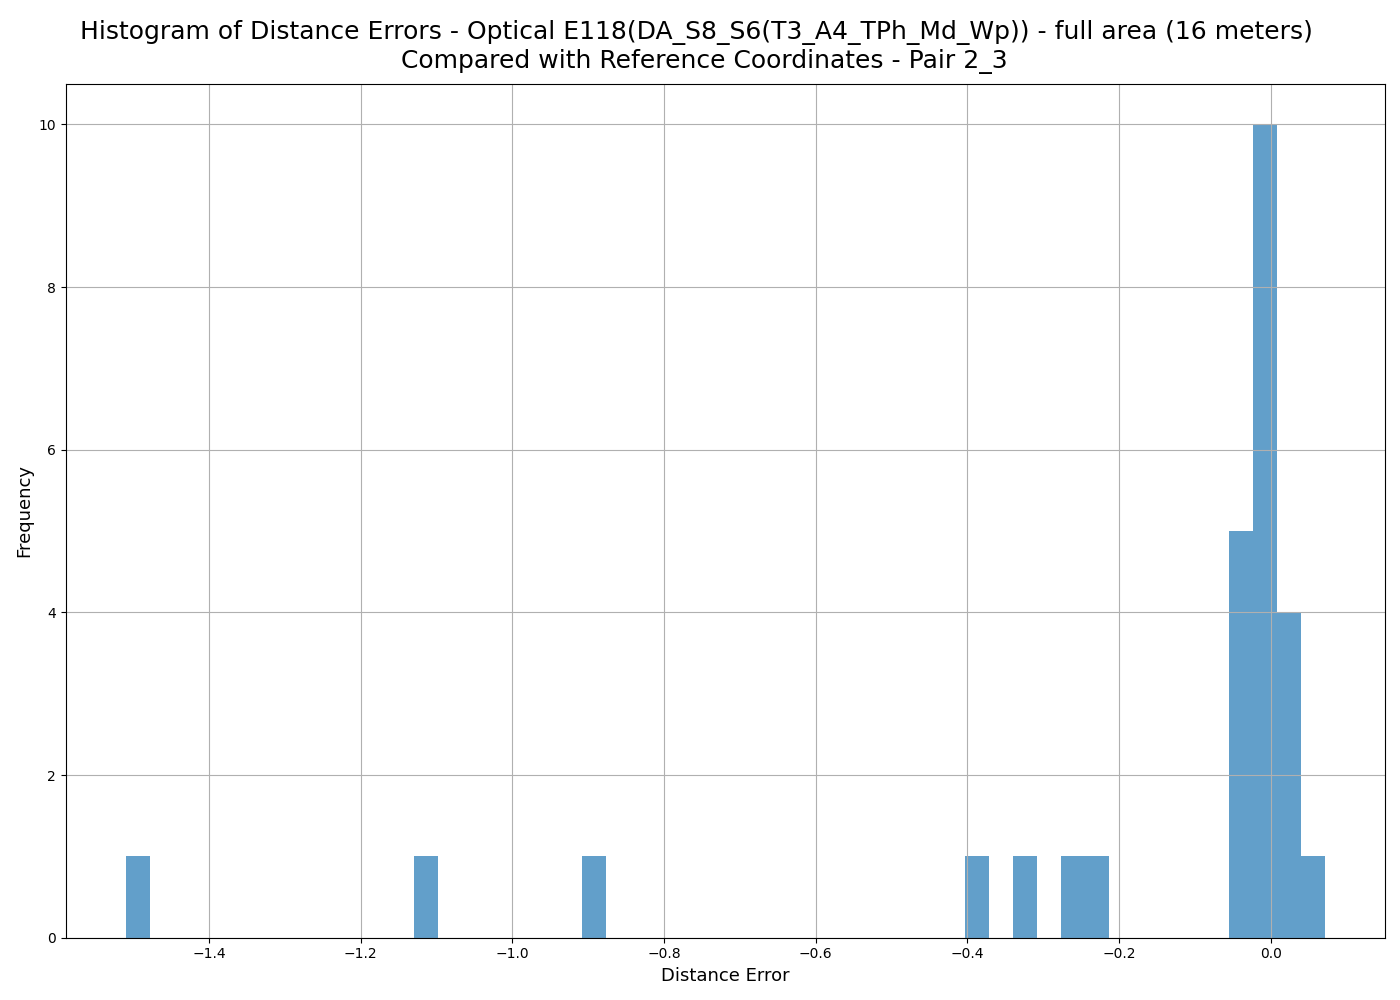 Histogram of Distance Errors - Optical E118(DA_S8_S6(T3_A4_TPh_Md_Wp)) - full area (16 meters)
Compared with Reference Coordinates - Pair 2_3
Frequency
10
8
6
4
2
0
−1.4 −1.2 −1.0 −0.8 −0.6 −0.4 −0.2 0.0
Distance Error